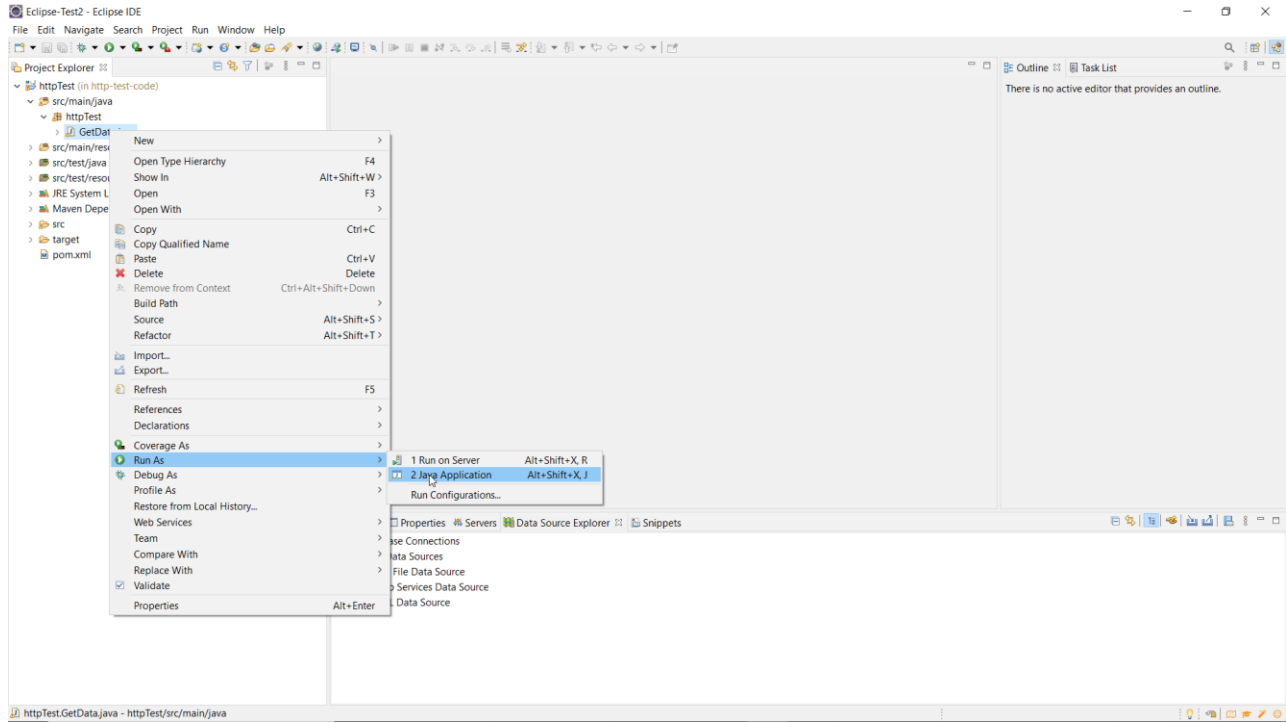 Eclipse-Test2 - Eclipse IDE
File Edit Navigate Search Project Run Window Help
Project Explorer
httpTest (in http-test-code)
src/main/java
httpTest
GetDat
src/main/reso
src/test/java
src/test/resou
JRE System L
Maven Depe
src
target
pom.xml
New
Open Type Hierarchy F4
Show In Alt+Shift+W
Open F3
Open With
Copy Ctrl+C
Copy Qualified Name
Paste Ctrl+V
Delete Delete
Remove from Context Ctrl+Alt+Shift+Down
Build Path
Source Alt+Shift+S
Refactor Alt+Shift+T
Import...
Export...
Refresh F5
References
Declarations
Coverage As
Run As
Debug As
Profile As
Restore from Local History...
Web Services
Team
Compare With
Replace With
Validate
Properties Alt+Enter
1 Run on Server Alt+Shift+X, R
2 Java Application Alt+Shift+X, J
Run Configurations...
Outline Task List
There is no active editor that provides an outline.
Properties Servers Data Source Explorer Snippets
ase Connections
ata Sources
File Data Source
Services Data Source
Data Source
httpTest.GetData.java - httpTest/src/main/java